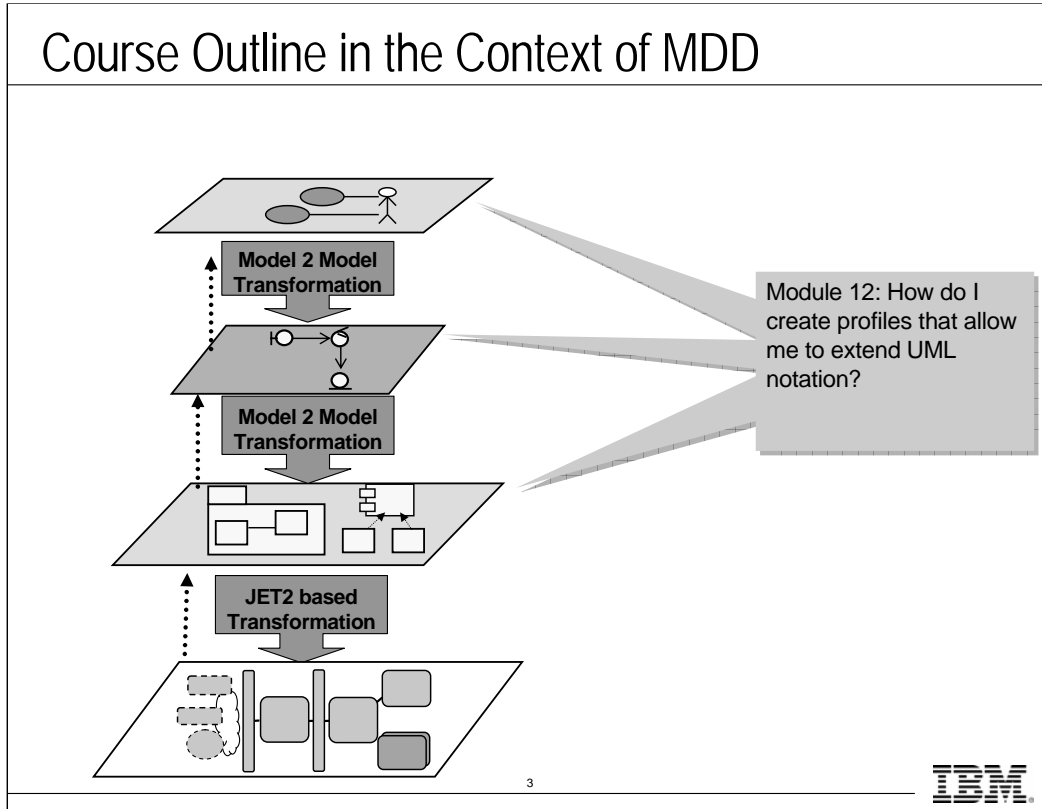 Course Outline in the Context of MDD
Model 2 Model
Transformation
Model 2 Model
Transformation
JET2 based
Transformation
Module 12: How do I
create profiles that allow
me to extend UML
notation?
3
IBM®